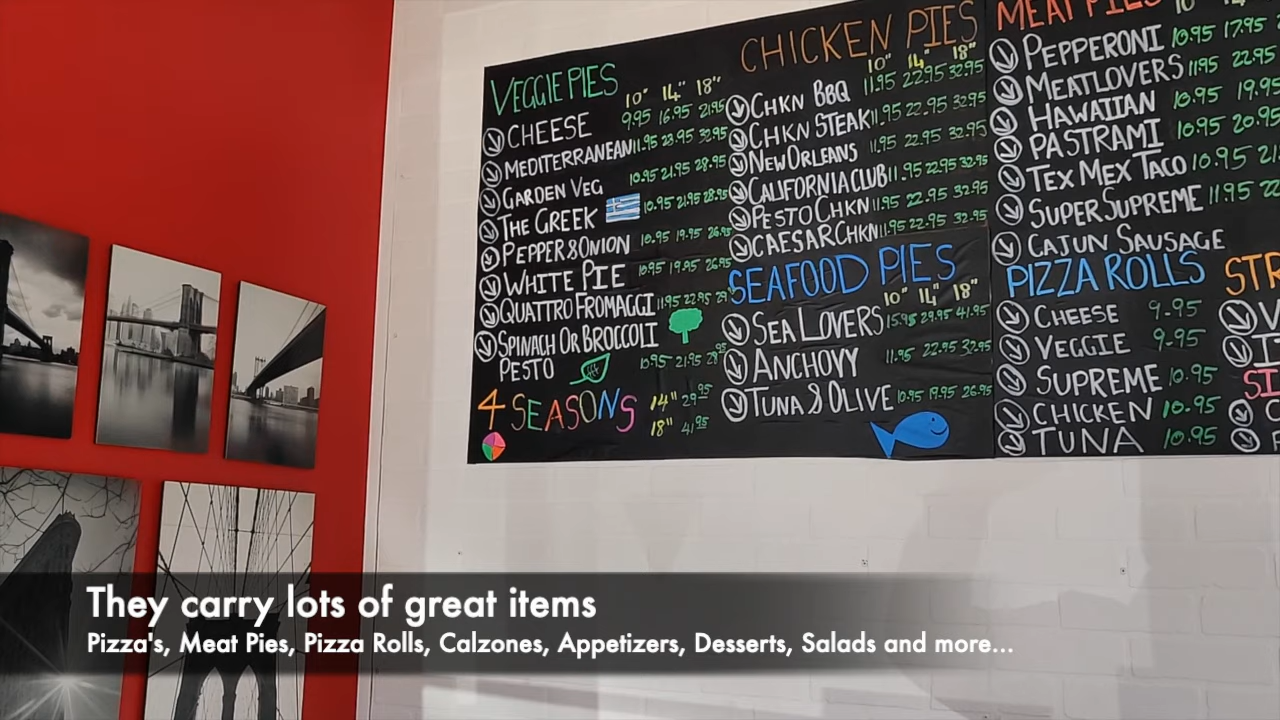 VEGGIE PIES
10" 14" 18"
CHEESE 9.95 16.95 21.95
MEDITERRANEAN 11.95 23.95 32.95
GARDEN VEG 10.95 21.95 28.95
THE GREEK 10.95 21.95 28.95
PEPPER & ONION 10.95 19.95 26.95
WHITE PIE 10.95 19.95 26.95
QUATTRO FROMAGGI 11.95 22.95
SPINACH OR BROCCOLI
PESTO 10.95 21.95
4 SEASONS 14" 29.95
18" 41.95
CHICKEN PIES
10" 14" 18"
CHKN BBQ 11.95 22.95 32.95
CHKN STEAK 11.95 22.95 32.95
NEW ORLEANS 11.95 22.95 32.95
CALIFORNIA CLUB 11.95 22.95 32.95
PESTO CHKN 11.95 22.95 32.95
CAESAR CHKN 11.95 22.95 32.95
SEAFOOD PIES
10" 14" 18"
SEA LOVERS 15.95 29.95 41.95
ANCHOVY 11.95 22.95 32.95
TUNA & OLIVE 10.95 19.95 26.95
MEAT PIES 10"
PEPPERONI 10.95 17.95
MEATLOVERS 11.95 22.95
HAWAIIAN 10.95 19.95
PASTRAMI 10.95 20.95
TEX MEX TACO 10.95
SUPER SUPREME 11.95
CAJUN SAUSAGE
PIZZA ROLLS
CHEESE 9.95
VEGGIE 9.95
SUPREME 10.95
CHICKEN 10.95
TUNA 10.95
They carry lots of great items
Pizza's, Meat Pies, Pizza Rolls, Calzones, Appetizers, Desserts, Salads and more...